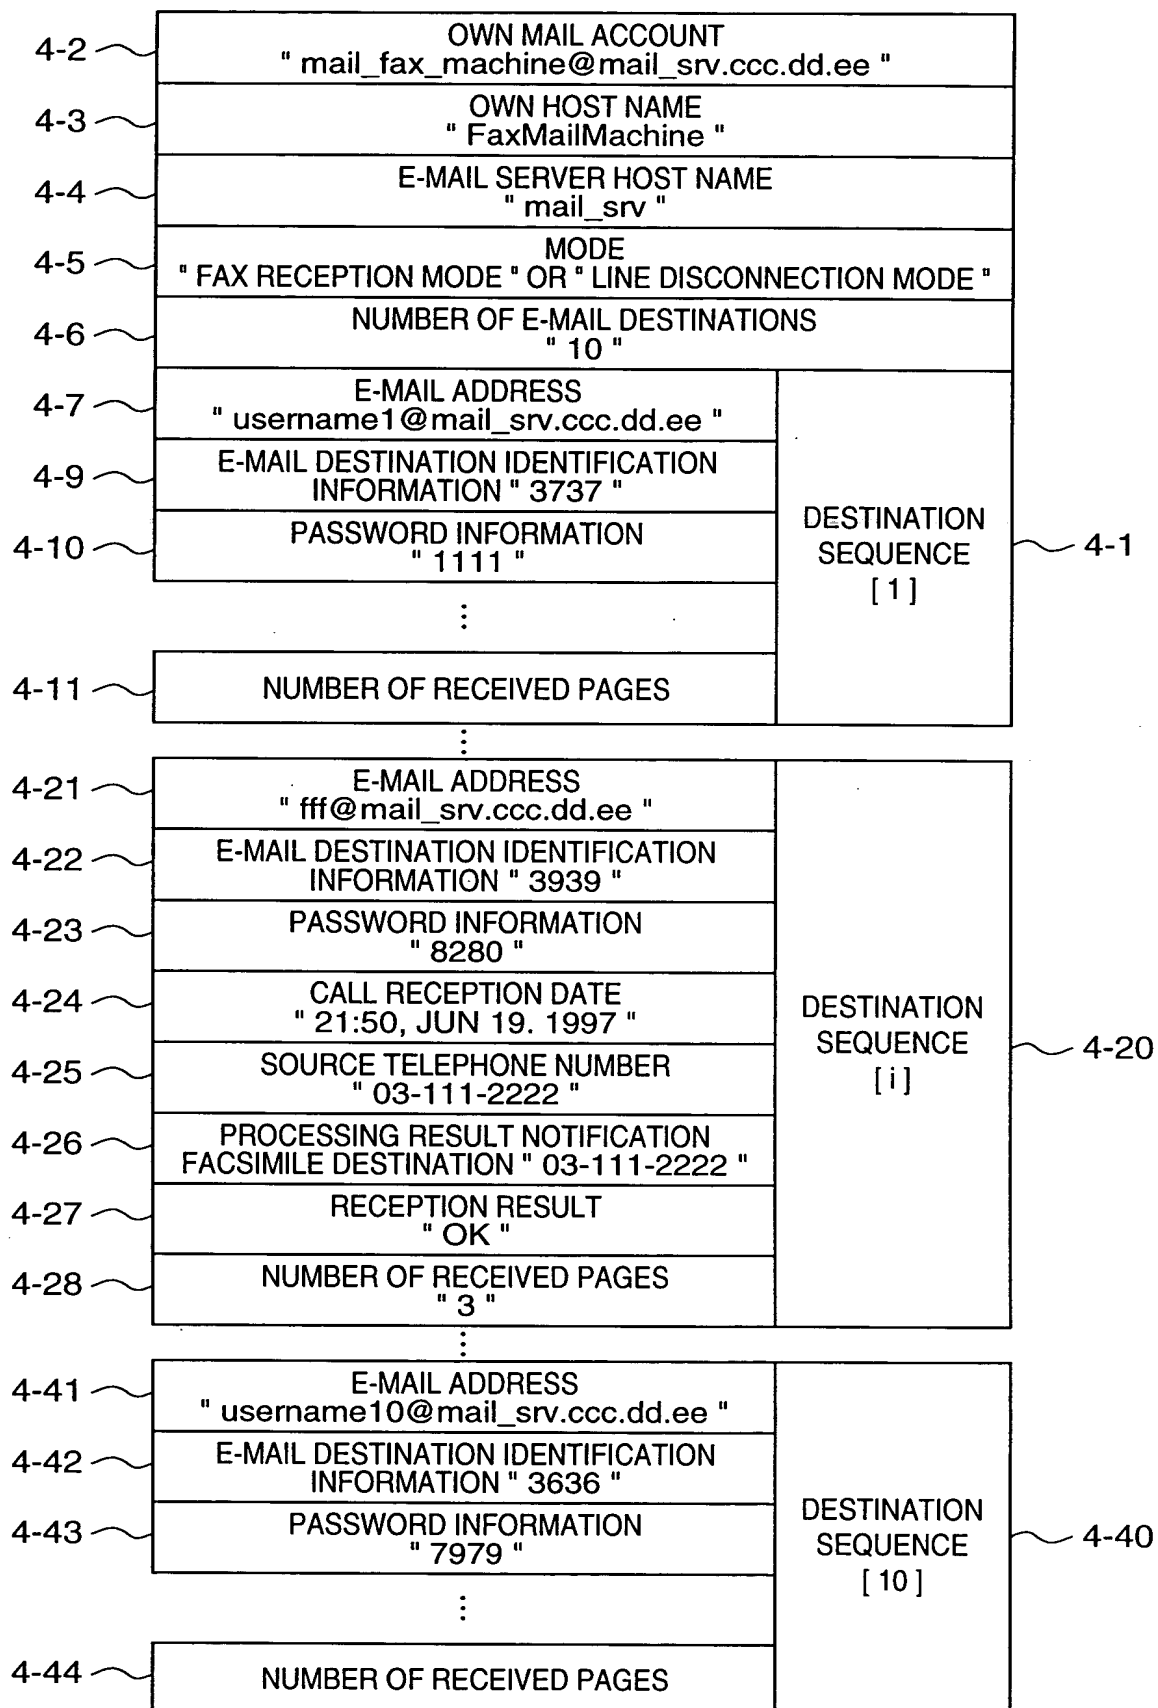 4-2
OWN MAIL ACCOUNT
" mail_fax_machine@mail_srv.ccc.dd.ee "
4-3
OWN HOST NAME
" FaxMailMachine "
4-4
E-MAIL SERVER HOST NAME
" mail_srv "
4-5
MODE
" FAX RECEPTION MODE " OR " LINE DISCONNECTION MODE "
4-6
NUMBER OF E-MAIL DESTINATIONS
" 10 "
4-7
E-MAIL ADDRESS
" username1@mail_srv.ccc.dd.ee "
4-9
E-MAIL DESTINATION IDENTIFICATION
INFORMATION " 3737 "
4-10
PASSWORD INFORMATION
" 1111 "
4-11
NUMBER OF RECEIVED PAGES
DESTINATION
SEQUENCE
[ 1 ]
4-1
4-21
E-MAIL ADDRESS
" fff@mail_srv.ccc.dd.ee "
4-22
E-MAIL DESTINATION IDENTIFICATION
INFORMATION " 3939 "
4-23
PASSWORD INFORMATION
" 8280 "
4-24
CALL RECEPTION DATE
" 21:50, JUN 19. 1997 "
4-25
SOURCE TELEPHONE NUMBER
" 03-111-2222 "
4-26
PROCESSING RESULT NOTIFICATION
FACSIMILE DESTINATION " 03-111-2222 "
4-27
RECEPTION RESULT
" OK "
4-28
NUMBER OF RECEIVED PAGES
" 3 "
DESTINATION
SEQUENCE
[ i ]
4-20
4-41
E-MAIL ADDRESS
" username10@mail_srv.ccc.dd.ee "
4-42
E-MAIL DESTINATION IDENTIFICATION
INFORMATION " 3636 "
4-43
PASSWORD INFORMATION
" 7979 "
4-44
NUMBER OF RECEIVED PAGES
DESTINATION
SEQUENCE
[ 10 ]
4-40